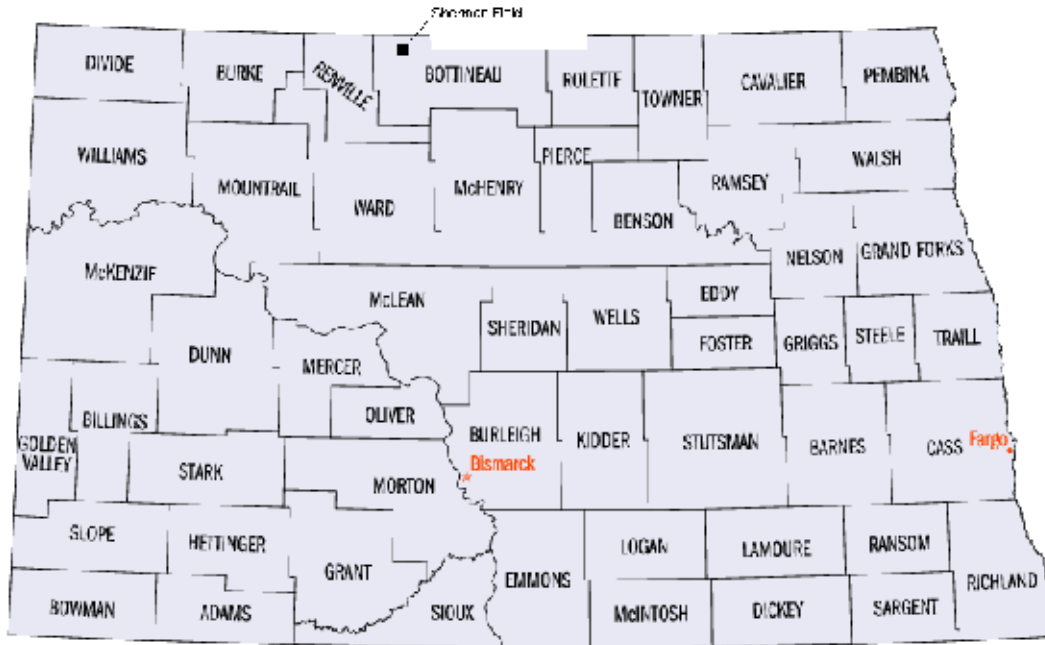 Sherman Field
DIVIDE
BURKE
RENVILLE
BOTTINEAU
ROLETTE
TOWNER
CAVALIER
PEMBINA
WILLIAMS
MOUNTRAIL
WARD
McHENRY
PIERCE
BENSON
RAMSEY
WALSH
McKENZIE
NELSON
GRAND FORKS
McLEAN
SHERIDAN
WELLS
EDDY
FOSTER
GRIGGS
STEELE
TRAILL
DUNN
MERCER
OLIVER
BILLINGS
GOLDEN
VALLEY
STARK
MORTON
BURLEIGH
Bismarck
KIDDER
STUTSMAN
BARNES
CASS
Fargo
SLOPE
HETTINGER
GRANT
SIOUX
EMMONS
LOGAN
LAMOURE
RANSOM
RICHLAND
BOWMAN
ADAMS
McINTOSH
DICKEY
SARGENT